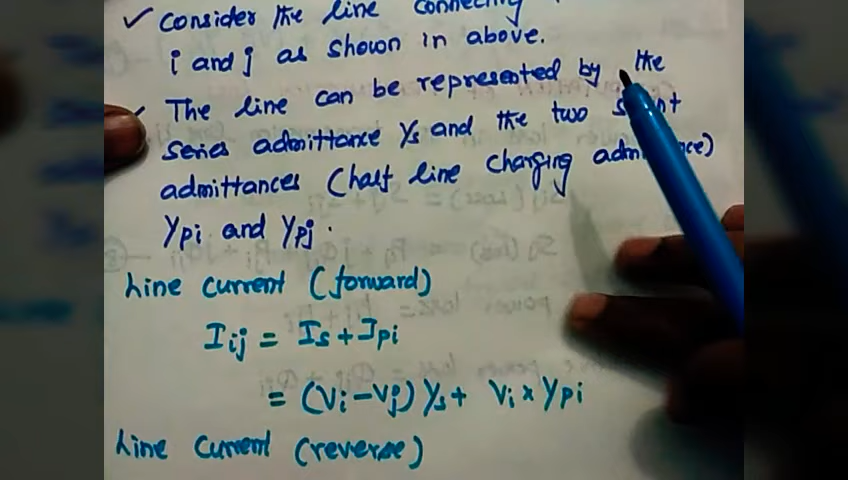 ✓ Consider the line connecting
i and j as shown in above.
The line can be represented by the
series admittance Ys and the two
admittances (half line charging
Ypi and Ypj.
Line current (forward)
Iij = Is + Ipi
= (Vi - Vj) Ys + Vi x Ypi
Line current (reverse)